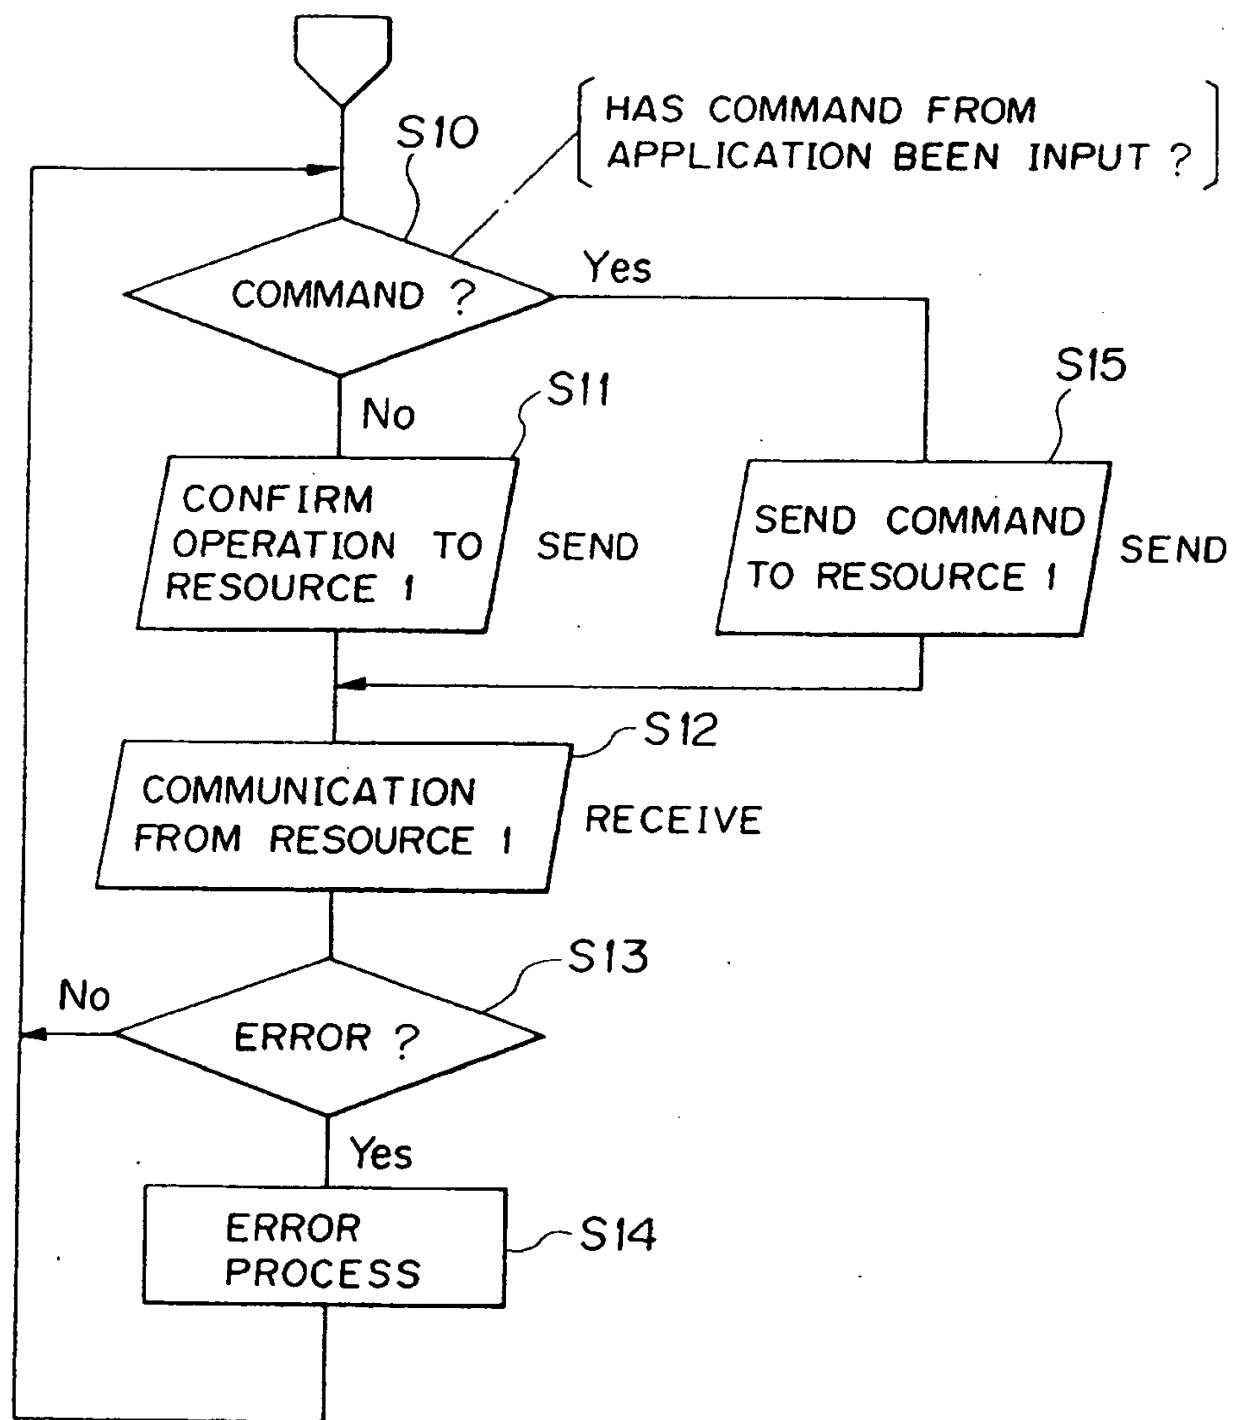 S10
HAS COMMAND FROM
APPLICATION BEEN INPUT ?
COMMAND ?
Yes
No
S11
S15
CONFIRM
OPERATION TO
RESOURCE 1
SEND
SEND COMMAND
TO RESOURCE 1
SEND
S12
COMMUNICATION
FROM RESOURCE 1
RECEIVE
S13
No
ERROR ?
Yes
ERROR
PROCESS
S14